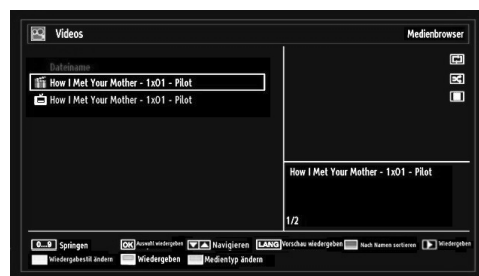 Videos
Medienbrowser
Dateiname
How I Met Your Mother - 1x01 - Pilot
How I Met Your Mother - 1x01 - Pilot
How I Met Your Mother - 1x01 - Pilot
1/2
0...9 Springen OK Auswahl wiedergeben Navigieren LANG Vorschau wiedergeben Nach Namen sortieren Wiedergeben
Wiedergabestil ändern Wiedergeben Medientyp ändern